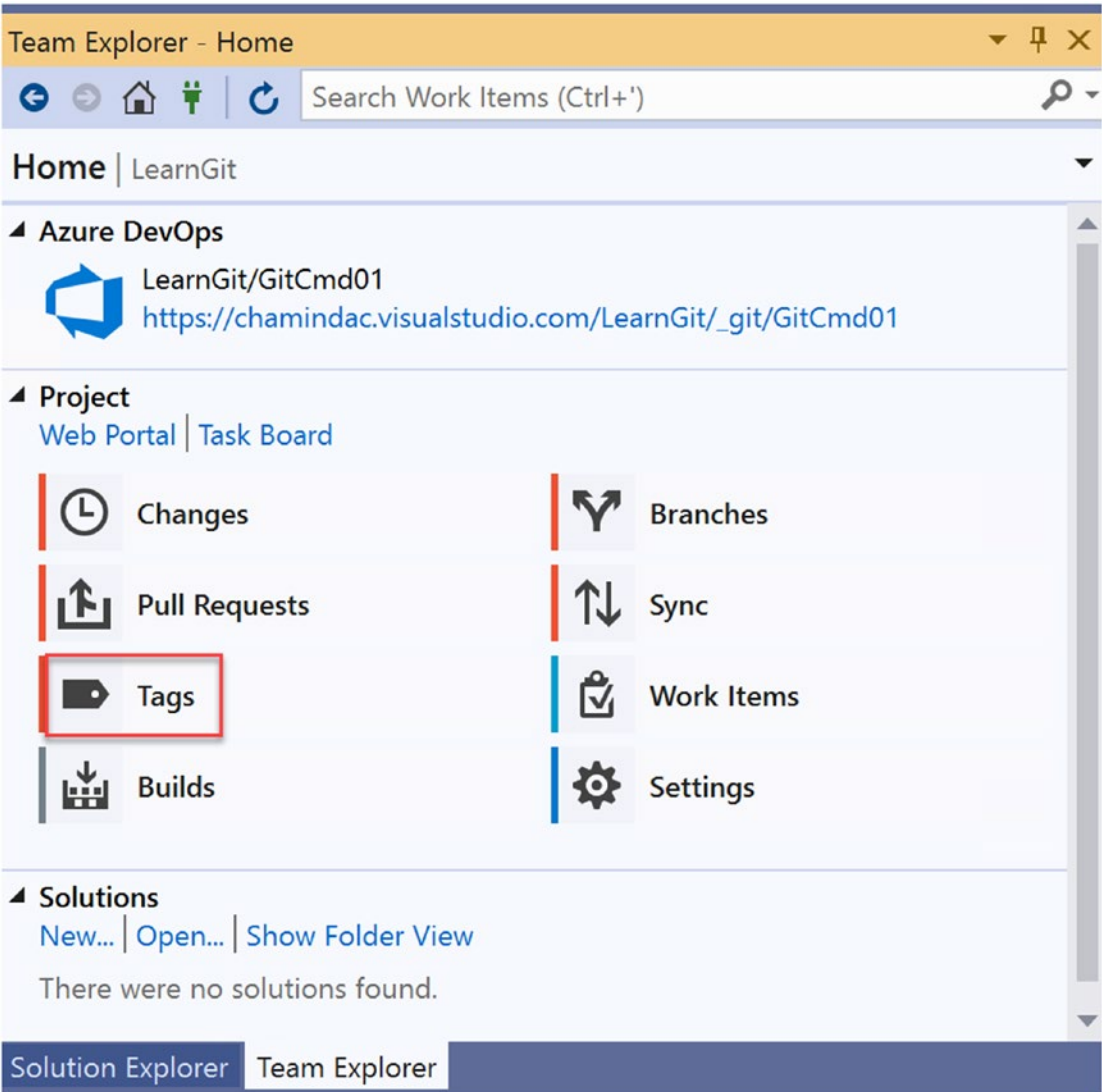 Team Explorer - Home
Search Work Items (Ctrl+')
Home | LearnGit
Azure DevOps
LearnGit/GitCmd01
https://chamindac.visualstudio.com/LearnGit/_git/GitCmd01
Project
Web Portal | Task Board
Changes
Branches
Pull Requests
Sync
Tags
Work Items
Builds
Settings
Solutions
New... | Open... | Show Folder View
There were no solutions found.
Solution Explorer Team Explorer